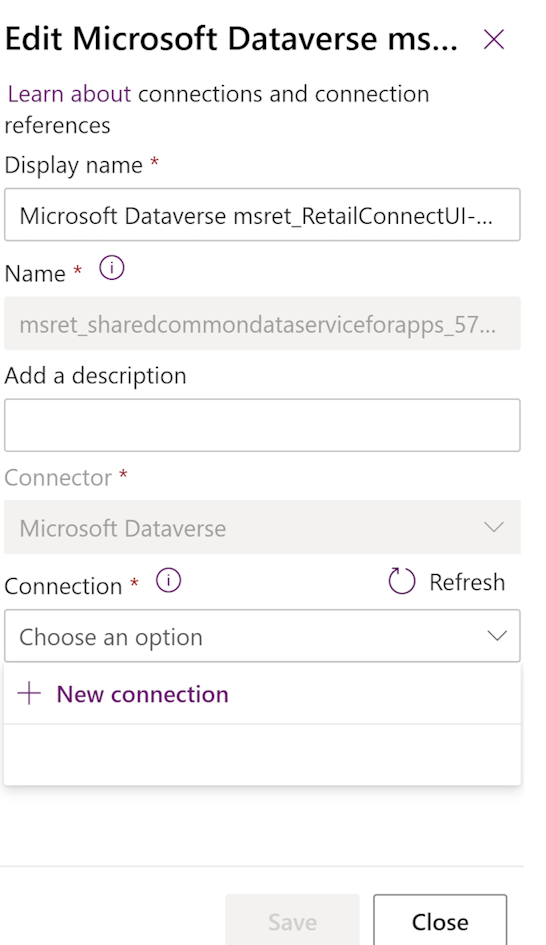 Edit Microsoft Dataverse ms...
Learn about connections and connection
references
Display name *
Microsoft Dataverse msret_RetailConnectUI-...
Name *
msret_sharedcommondataserviceforapps_57...
Add a description
Connector *
Microsoft Dataverse
Connection *
Refresh
Choose an option
New connection
Save
Close